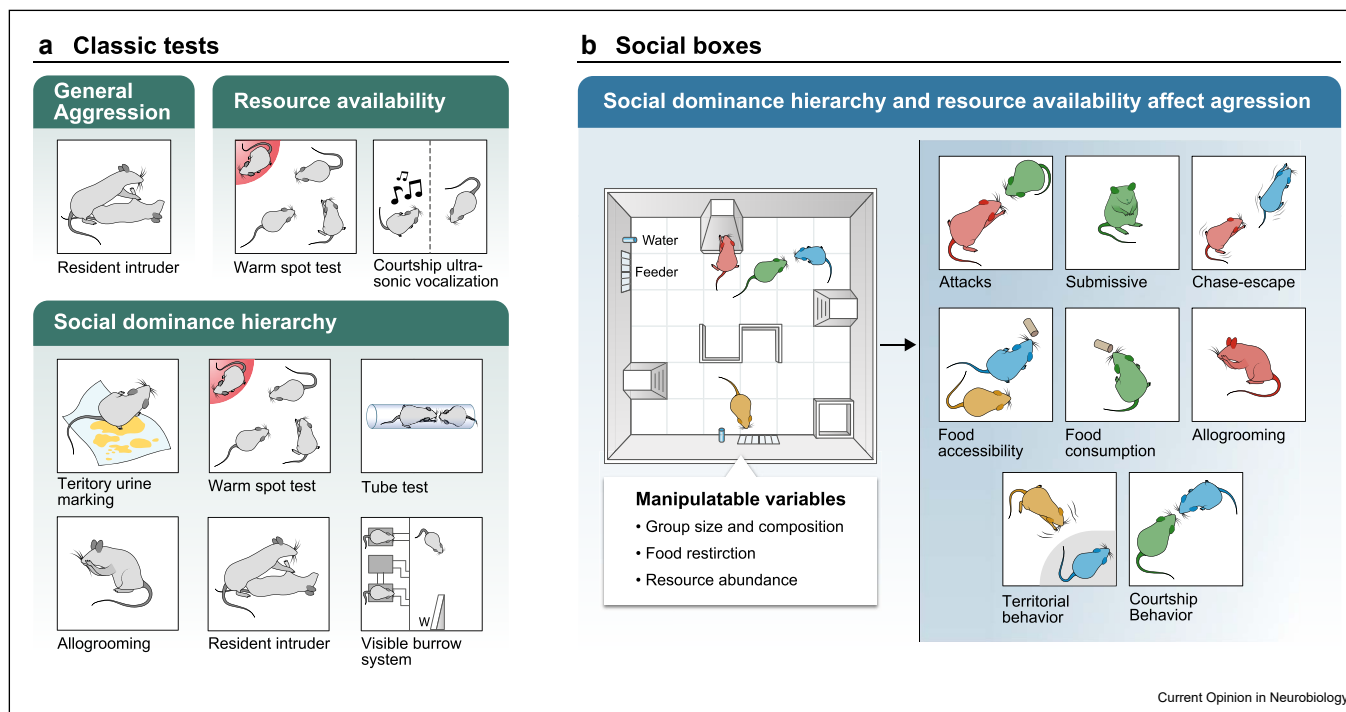 a Classic tests
General
Aggression
Resident intruder
Resource availability
Warm spot test
Courtship ultra-
sonic vocalization
Social dominance hierarchy
Teritory urine
marking
Warm spot test
Tube test
Allogrooming
Resident intruder
W
Visible burrow
system
b Social boxes
Social dominance hierarchy and resource availability affect agression
Water
Feeder
Manipulatable variables
• Group size and composition
• Food restirction
• Resource abundance
Attacks
Submissive
Chase-escape
Food
accessibility
Food
consumption
Allogrooming
Territorial
behavior
Courtship
Behavior
Current Opinion in Neurobiology